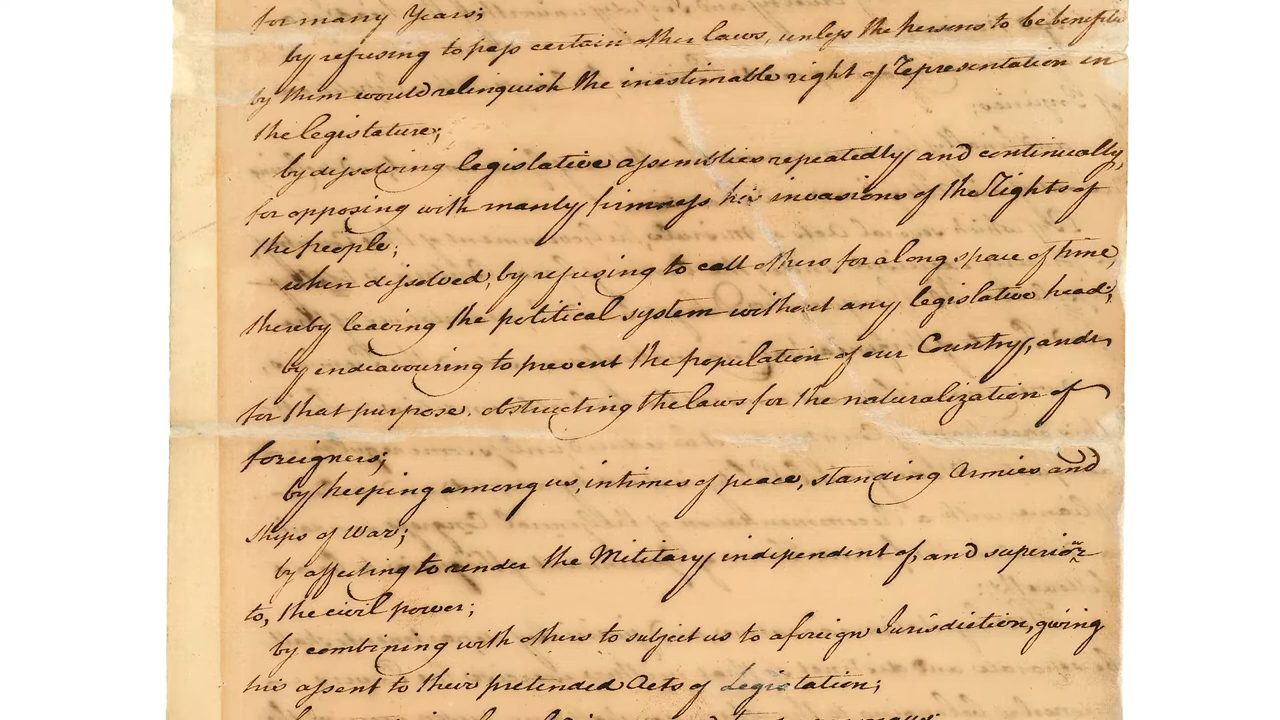 for many Years;
by refusing to pass certain other laws, unless the persons to be benefited
by them would relinquish the inestimable right of representation in
the legislature;
by dissolving legislative assemblies repeatedly and continually,
for opposing with manly firmness his invasions of the rights of
the people;
when dissolved, by refusing to call others for a long space of time,
thereby leaving the political system without any legislative head;
by endeavouring to prevent the population of our Country, and,
for that purpose, obstructing the laws for the naturalization of
foreigners;
by keeping among us, in times of peace, standing Armies and
ships of War;
by affecting to render the Military independent of, and superior
to, the civil power;
by combining with others to subject us to a foreign Jurisdiction, giving
his assent to their pretended Acts of Legislation;